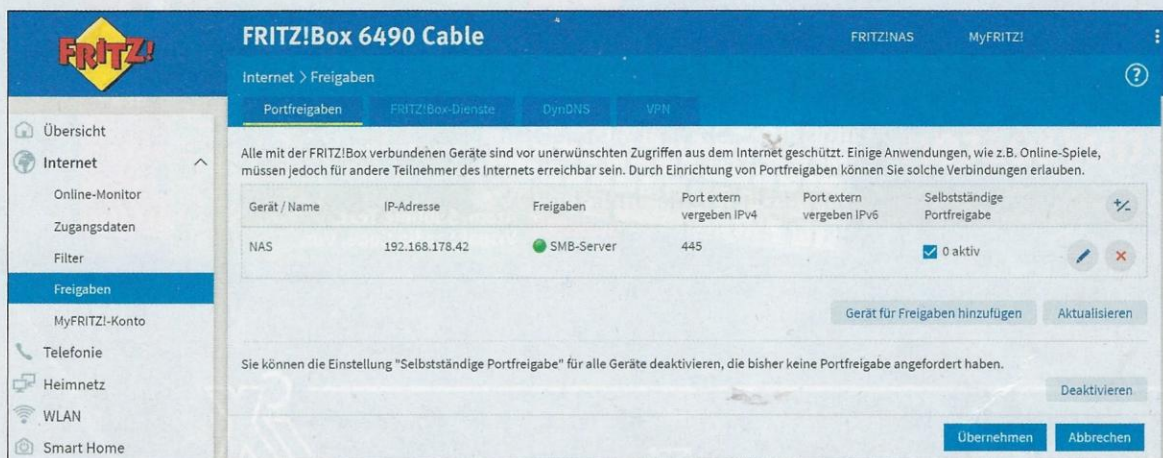 FRITZ!
FRITZ!Box 6490 Cable
FRITZ!NAS
MyFRITZ!
Internet > Freigaben
?
Portfreigaben
FRITZ!Box-Dienste
DynDNS
VPN
Übersicht
Internet
Online-Monitor
Zugangsdaten
Filter
Freigaben
MyFRITZ!-Konto
Telefonie
Heimnetz
WLAN
Smart Home
Alle mit der FRITZ!Box verbundenen Geräte sind vor unerwünschten Zugriffen aus dem Internet geschützt. Einige Anwendungen, wie z.B. Online-Spiele,
müssen jedoch für andere Teilnehmer des Internets erreichbar sein. Durch Einrichtung von Portfreigaben können Sie solche Verbindungen erlauben.
Gerät / Name
IP-Adresse
Freigaben
Port extern
vergeben IPv4
Port extern
vergeben IPv6
Selbstständige
Portfreigabe
NAS
192.168.178.42
SMB-Server
445
0 aktiv
Gerät für Freigaben hinzufügen
Aktualisieren
Sie können die Einstellung "Selbstständige Portfreigabe" für alle Geräte deaktivieren, die bisher keine Portfreigabe angefordert haben.
Deaktivieren
Übernehmen
Abbrechen